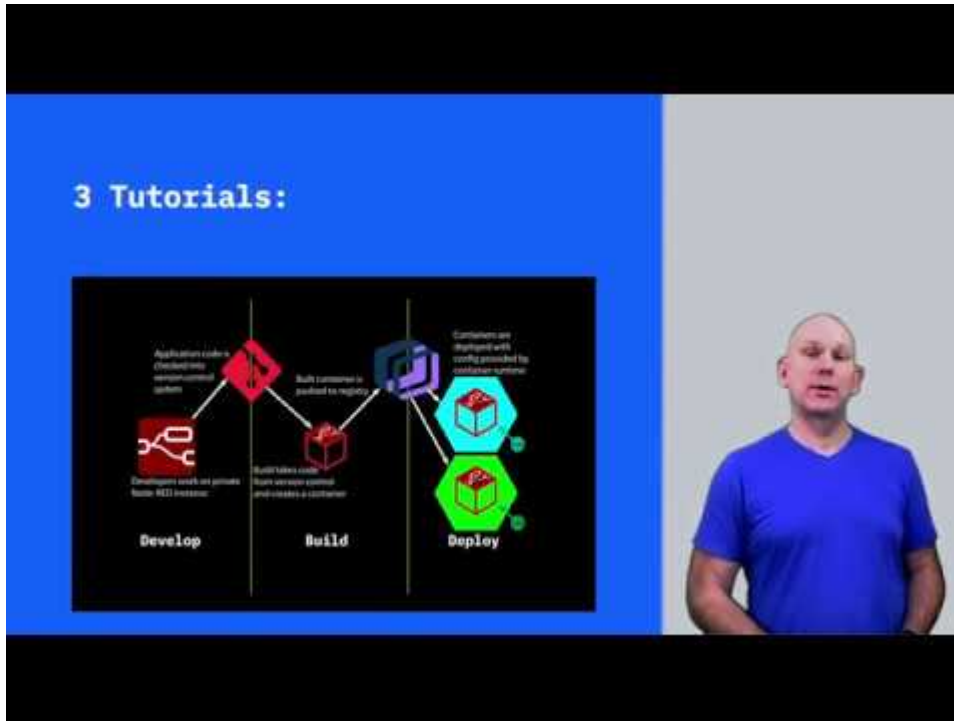 3 Tutorials:
Application code is
checked into
version control
system
Developers work on private
Node-RED instance
Develop
Built container is
pushed to registry
Build takes code
from version control
and creates a container
Build
Containers are
deployed with
config provided by
container runtime
Deploy